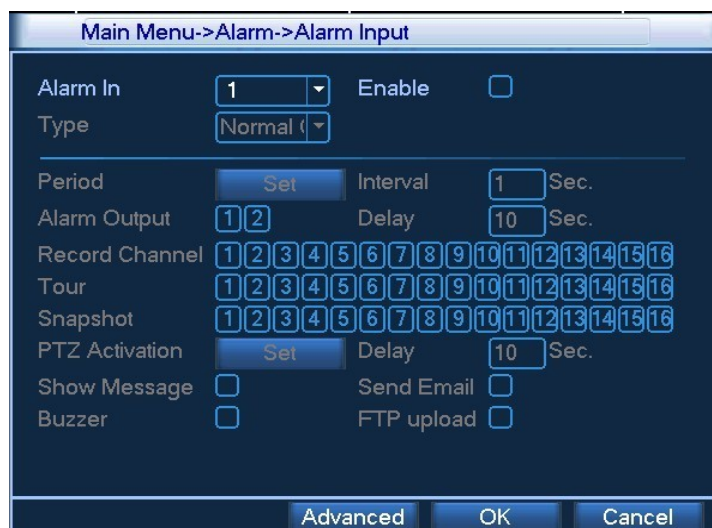 Main Menu->Alarm->Alarm Input
Alarm In 1 Enable
Type Normal (
Period Set Interval 1 Sec.
Alarm Output 1 2 Delay 10 Sec.
Record Channel 1 2 3 4 5 6 7 8 9 10 11 12 13 14 15 16
Tour 1 2 3 4 5 6 7 8 9 10 11 12 13 14 15 16
Snapshot 1 2 3 4 5 6 7 8 9 10 11 12 13 14 15 16
PTZ Activation Set Delay 10 Sec.
Show Message Send Email
Buzzer FTP upload
Advanced OK Cancel